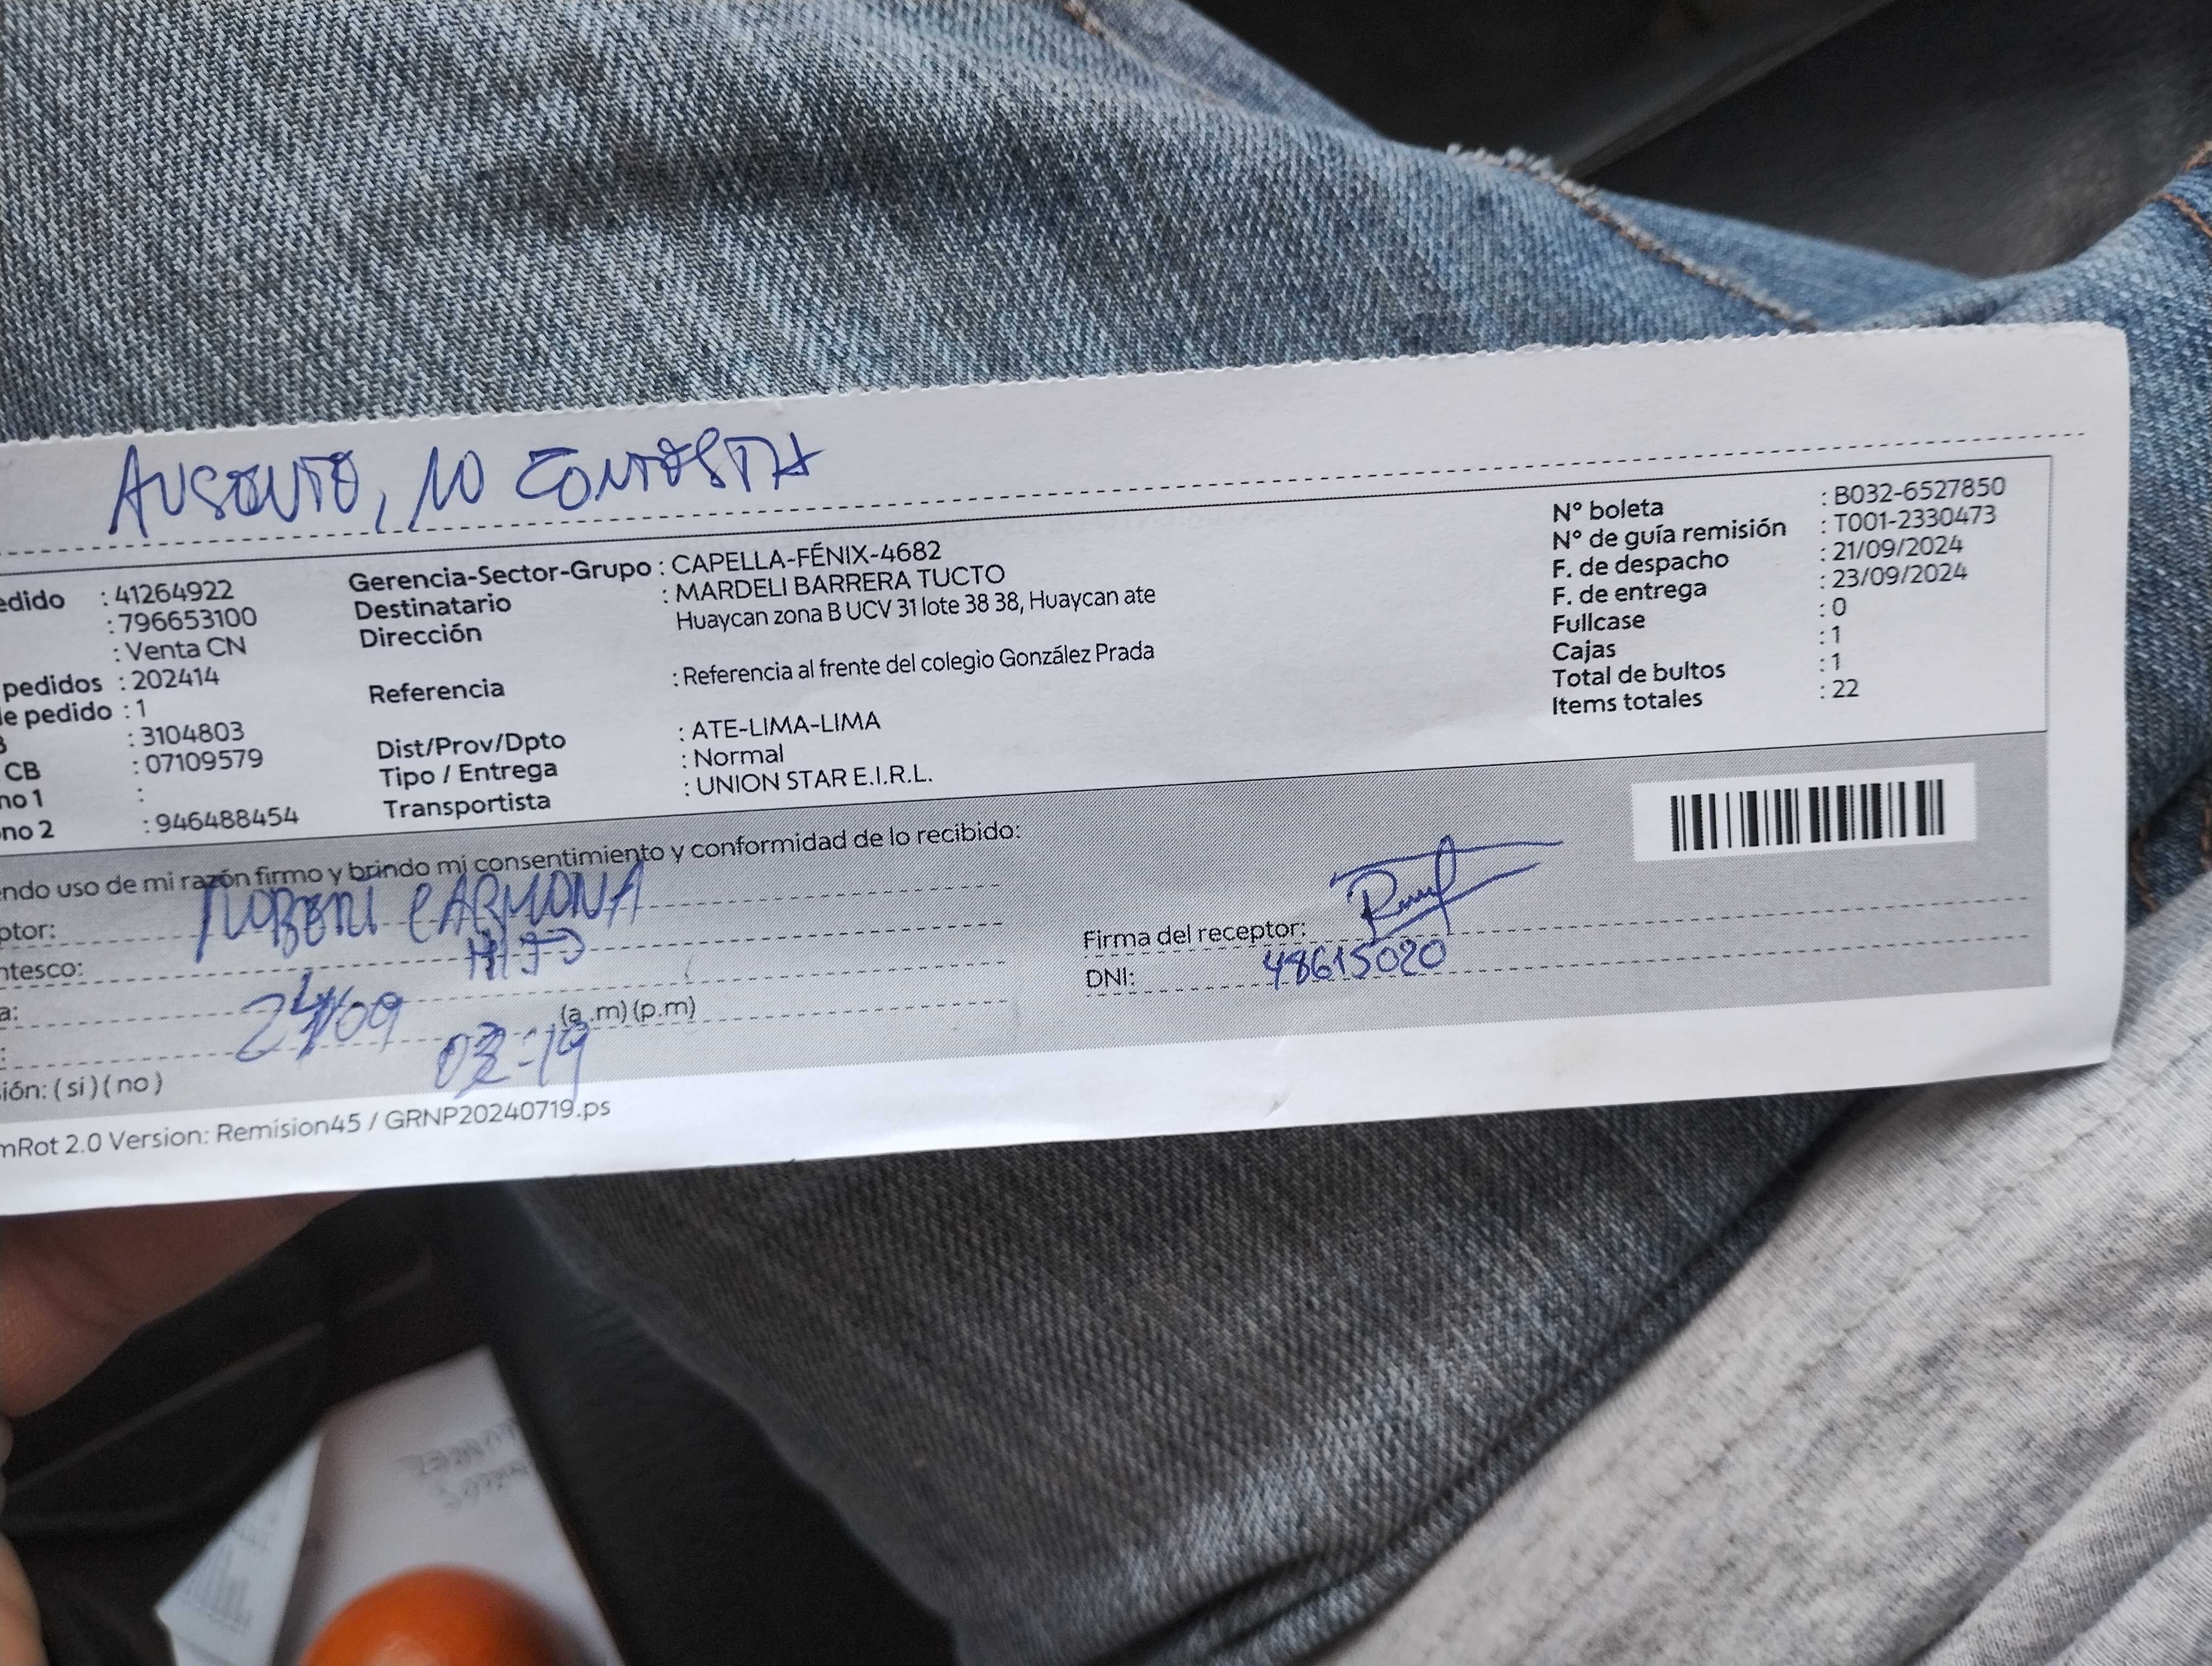 AUSENTE, NO CONTESTA
edido : 41264922
: 796653100
: Venta CN
pedidos : 202414
e pedido : 1
: 3104803
CB : 07109579
no 1 :
no 2 : 946488454
Gerencia-Sector-Grupo : CAPELLA-FÉNIX-4682
Destinatario : MARDELI BARRERA TUCTO
Dirección Huaycan zona B UCV 31 lote 38 38, Huaycan ate
Referencia : Referencia al frente del colegio González Prada
Dist/Prov/Dpto : ATE-LIMA-LIMA
Tipo / Entrega : Normal
Transportista : UNION STAR E.I.R.L.
N° boleta : B032-6527850
N° de guía remisión : T001-2330473
F. de despacho : 21/09/2024
F. de entrega : 23/09/2024
Fullcase : 0
Cajas : 1
Total de bultos : 1
Items totales : 22
ndo uso de mi razón firmo y brindo mi consentimiento y conformidad de lo recibido:
ptor: CARMONA
ntesco: HIJO
a: 24/09
: (a.m) (p.m)
sión: ( si ) ( no )
Firma del receptor:
DNI: 48615020
mRot 2.0 Version: Remision45 / GRNP20240719.ps